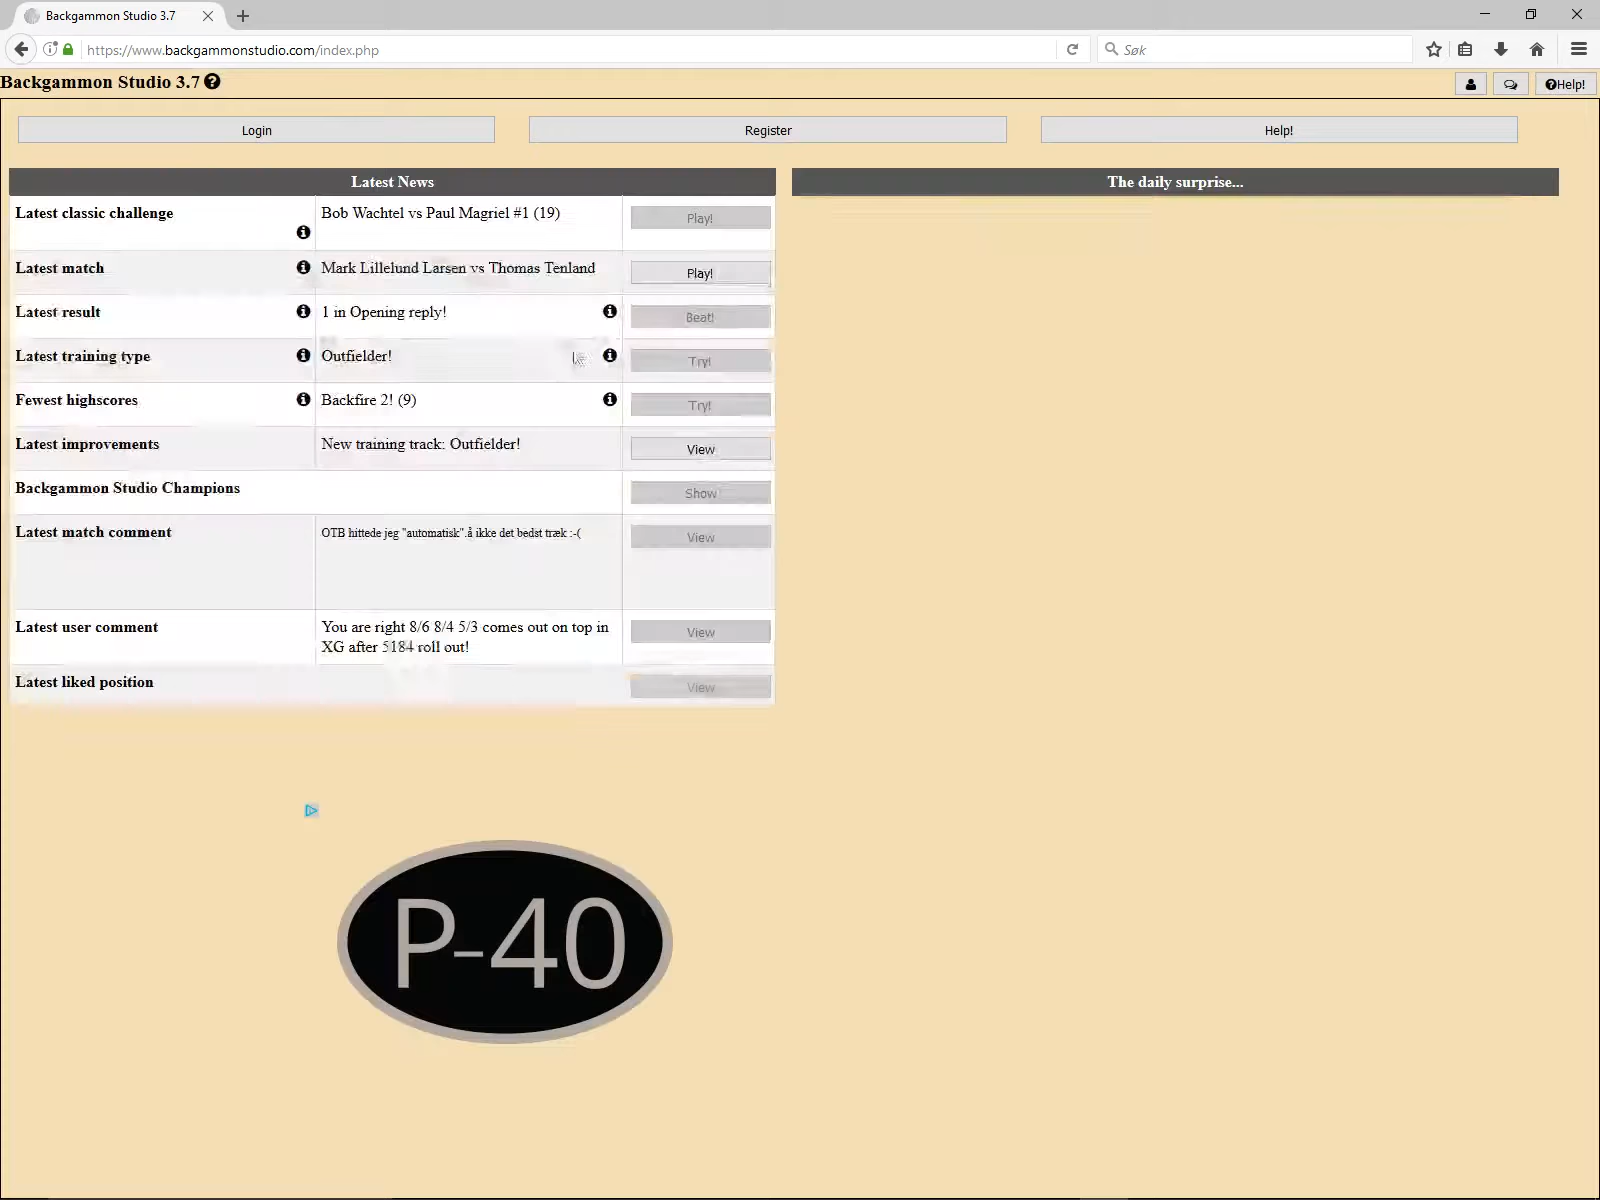 Backgammon Studio 3.7
https://www.backgammonstudio.com/index.php
Søk
Backgammon Studio 3.7
Help!
Login
Register
Help!
Latest News
Latest classic challenge
Bob Wachtel vs Paul Magriel #1 (19)
Play!
Latest match
Mark Lillelund Larsen vs Thomas Tenland
Play!
Latest result
1 in Opening reply!
Beat!
Latest training type
Outfielder!
Try!
Fewest highscores
Backfire 2! (9)
Try!
Latest improvements
New training track: Outfielder!
View
Backgammon Studio Champions
Show
Latest match comment
OTB hittede jeg "automatisk".å ikke det bedst træk :-(
View
Latest user comment
You are right 8/6 8/4 5/3 comes out on top in
XG after 5184 roll out!
View
Latest liked position
View
The daily surprise...
P-40